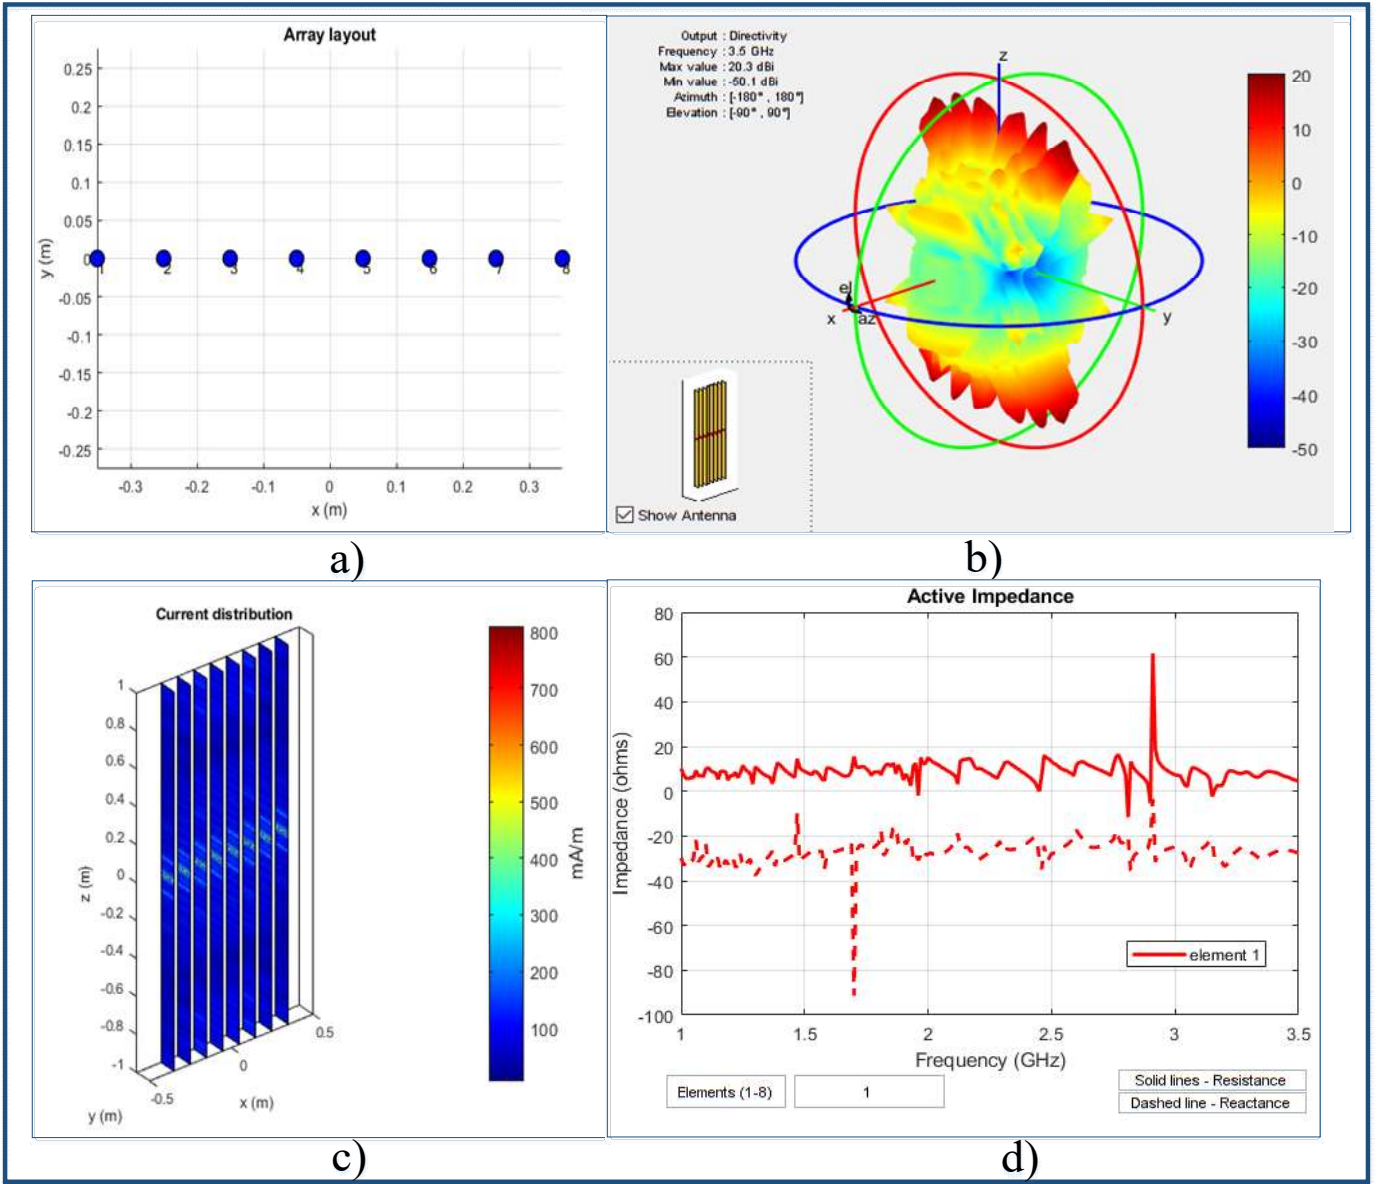 Array layout
0.25
0.2
0.15
0.1
0.05
0
-0.05
-0.1
-0.15
-0.2
-0.25
y (m)
1 2 3 4 5 6 7 8
-0.3 -0.2 -0.1 0 0.1 0.2 0.3
x (m)
a)
Output : Directivity
Frequency : 3.5 GHz
Max value : 20.3 dBi
Min value : -50.1 dBi
Azimuth : [-180° , 180°]
Elevation : [-90° , 90°]
z
el
x az
y
20
10
0
-10
-20
-30
-40
-50
Show Antenna
b)
Current distribution
1
0.8
0.6
0.4
0.2
0
-0.2
-0.4
-0.6
-0.8
-1
z (m)
-0.5
0
0.5
y (m)
x (m)
800
700
600
500
400
300
200
100
mA/m
c)
Active Impedance
80
60
40
20
0
-20
-40
-60
-80
-100
Impedance (ohms)
element 1
1 1.5 2 2.5 3 3.5
Frequency (GHz)
Elements (1-8) 1
Solid lines - Resistance
Dashed line - Reactance
d)